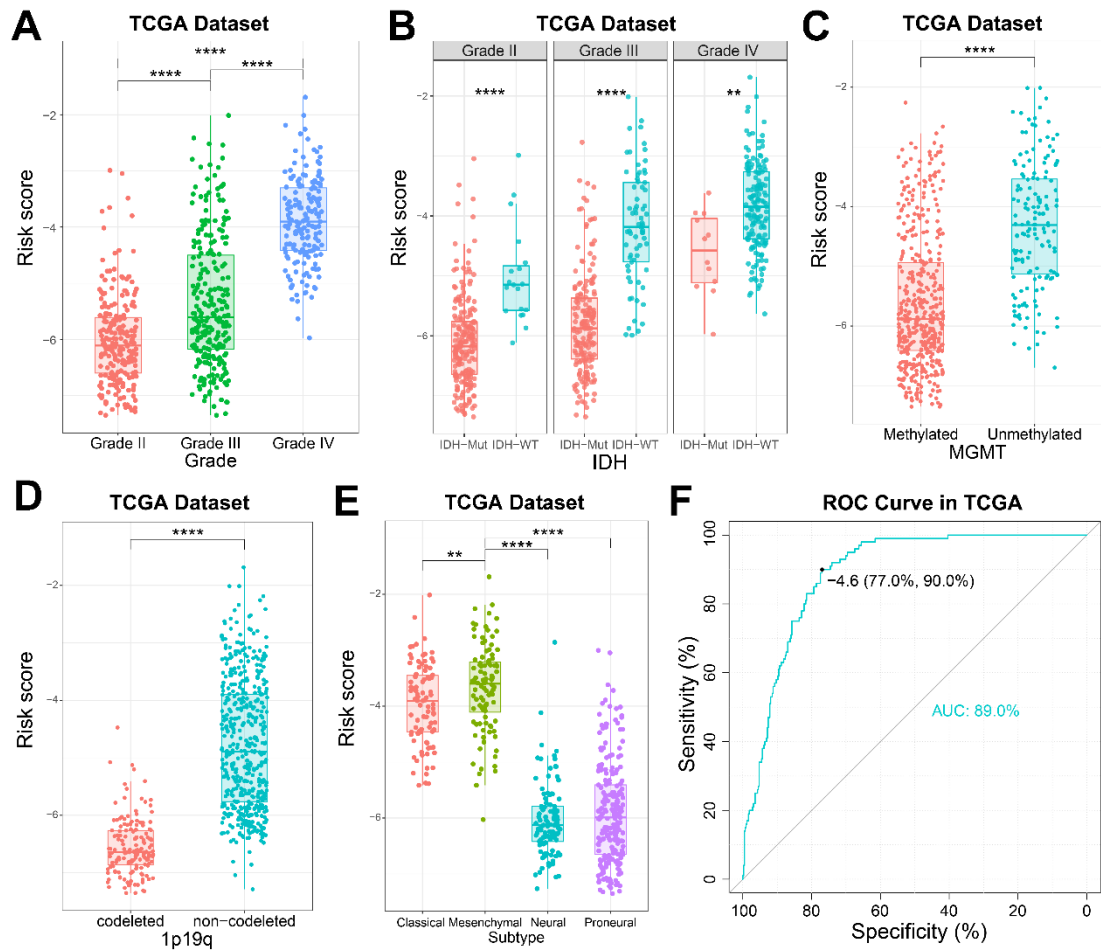 A
TCGA Dataset
****
****
****
Risk score
−2
−4
−6
Grade II
Grade III
Grade IV
Grade
B
TCGA Dataset
Grade II
Grade III
Grade IV
****
****
**
Risk score
−2
−4
−6
IDH−Mut
IDH−WT
IDH−Mut
IDH−WT
IDH−Mut
IDH−WT
IDH
C
TCGA Dataset
****
Risk score
−2
−4
−6
Methylated
Unmethylated
MGMT
D
TCGA Dataset
****
Risk score
−2
−4
−6
codeleted
non−codeleted
1p19q
E
TCGA Dataset
****
**
****
Risk score
−2
−4
−6
Classical
Mesenchymal
Neural
Proneural
Subtype
F
ROC Curve in TCGA
Sensitivity (%)
100
80
60
40
20
0
−4.6 (77.0%, 90.0%)
AUC: 89.0%
100
80
60
40
20
0
Specificity (%)